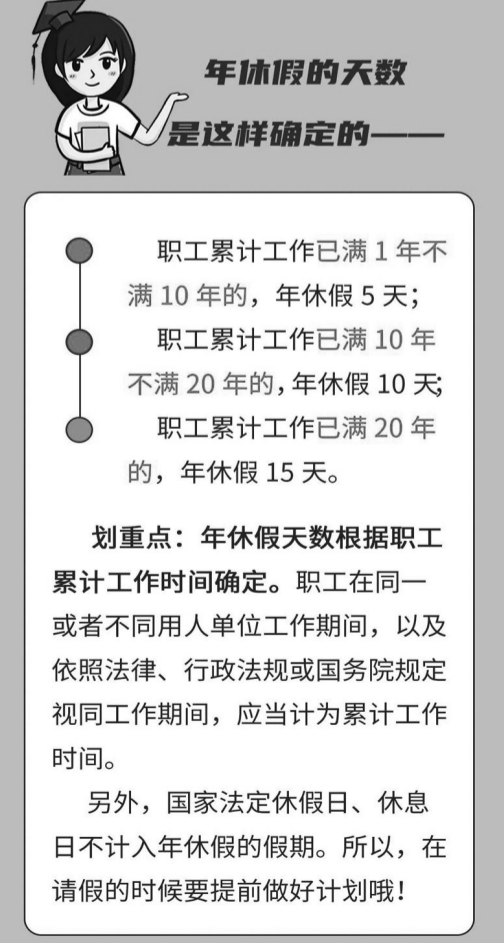 年休假的天数
是这样确定的——
职工累计工作已满 1 年不
满 10 年的，年休假 5 天；
职工累计工作已满 10 年
不满 20 年的，年休假 10 天；
职工累计工作已满 20 年
的，年休假 15 天。
划重点：年休假天数根据职工
累计工作时间确定。职工在同一
或者不同用人单位工作期间，以及
依照法律、行政法规或国务院规定
视同工作期间，应当计为累计工作
时间。
另外，国家法定休假日、休息
日不计入年休假的假期。所以，在
请假的时候要提前做好计划哦！